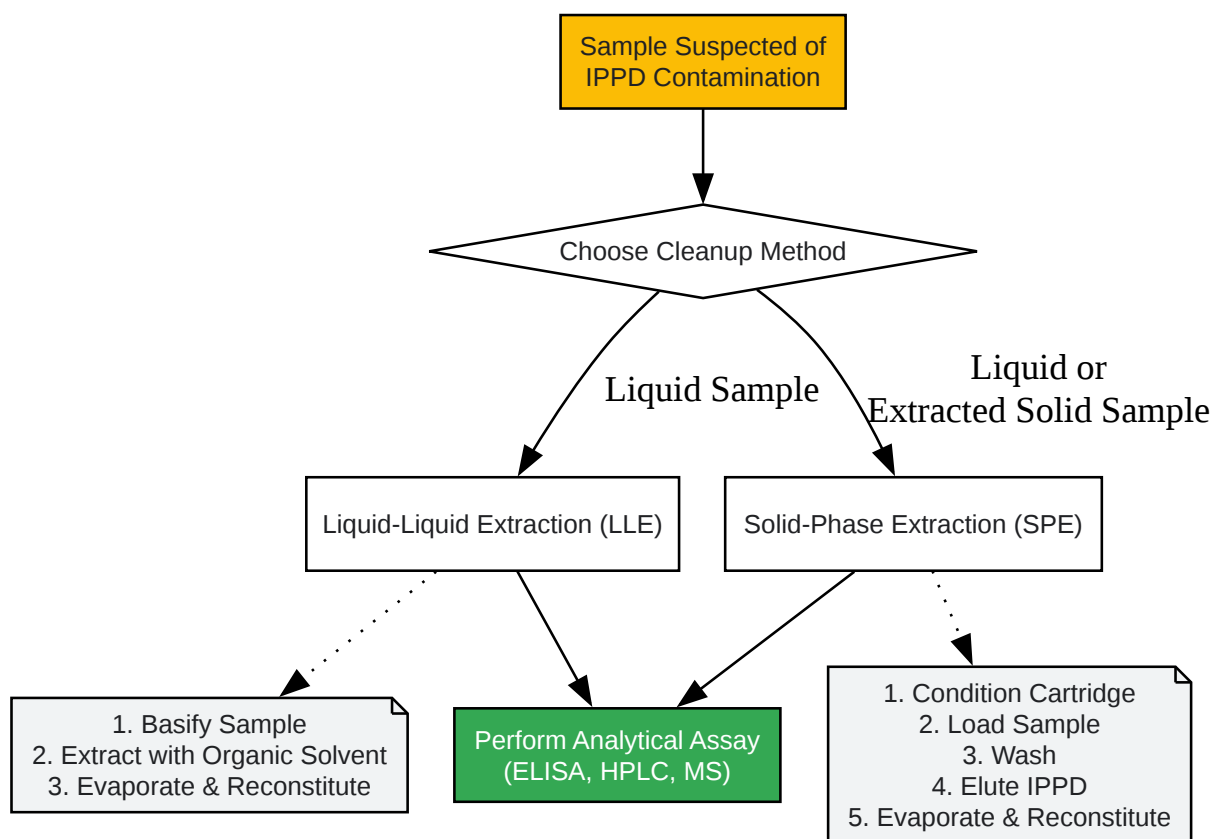 Sample Suspected of
IPPD Contamination
Choose Cleanup Method
Liquid Sample
Liquid or
Extracted Solid Sample
Liquid-Liquid Extraction (LLE)
Solid-Phase Extraction (SPE)
1. Basify Sample
2. Extract with Organic Solvent
3. Evaporate & Reconstitute
Perform Analytical Assay
(ELISA, HPLC, MS)
1. Condition Cartridge
2. Load Sample
3. Wash
4. Elute IPPD
5. Evaporate & Reconstitute